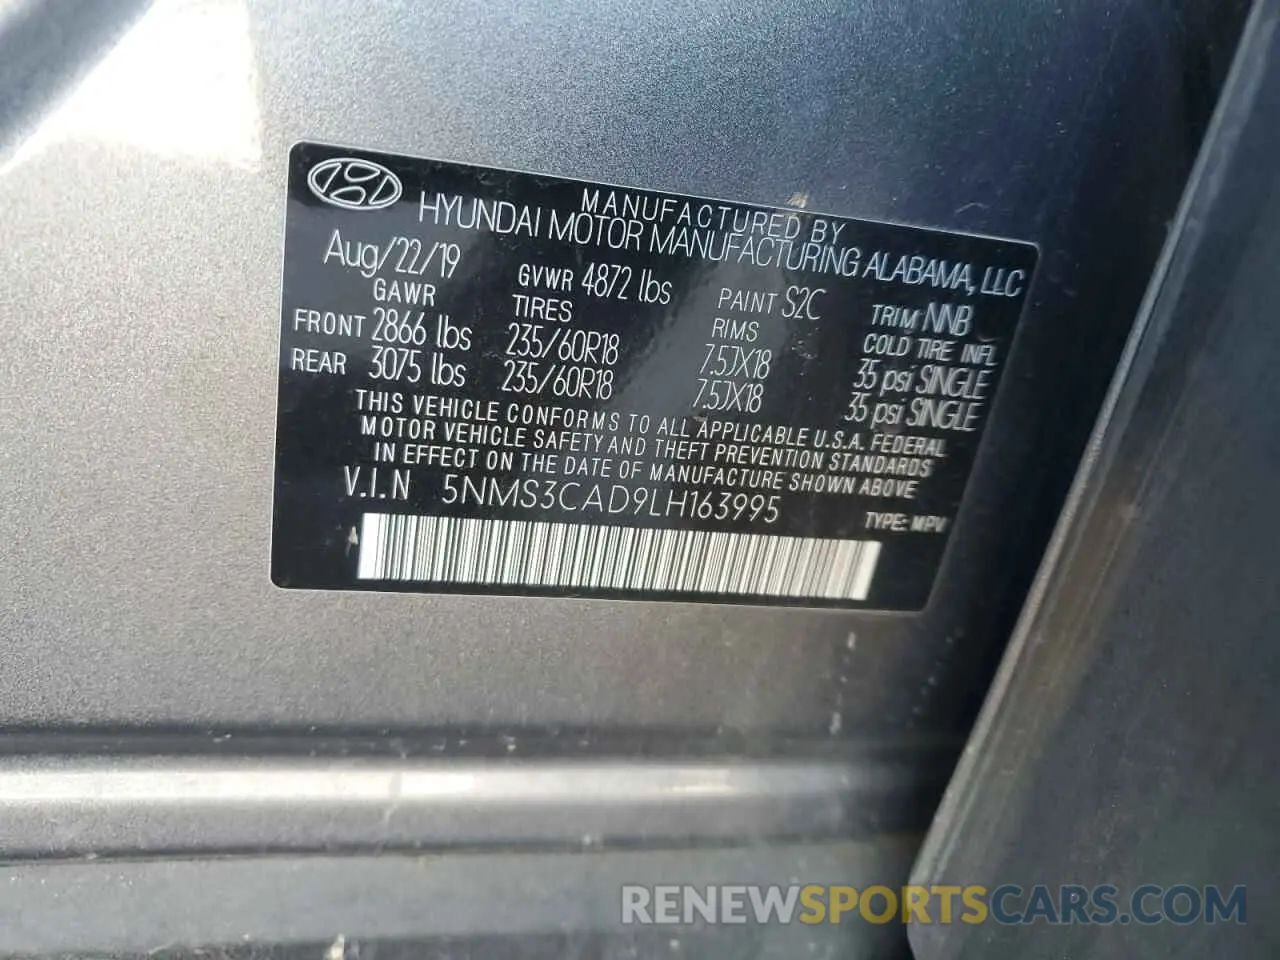 MANUFACTURED BY
HYUNDAI MOTOR MANUFACTURING ALABAMA, LLC
Aug/22/19 GVWR 4872 lbs PAINT S2C TRIM NNB
GAWR TIRES RIMS COLD TIRE INFL
FRONT 2866 lbs 235/60R18 7.5JX18 35 psi SINGLE
REAR 3075 lbs 235/60R18 7.5JX18 35 psi SINGLE
THIS VEHICLE CONFORMS TO ALL APPLICABLE U.S.A. FEDERAL
MOTOR VEHICLE SAFETY AND THEFT PREVENTION STANDARDS
IN EFFECT ON THE DATE OF MANUFACTURE SHOWN ABOVE
V.I.N 5NMS3CAD9LH163995 TYPE: MPV
A
RENEWSPORTSCARS.COM